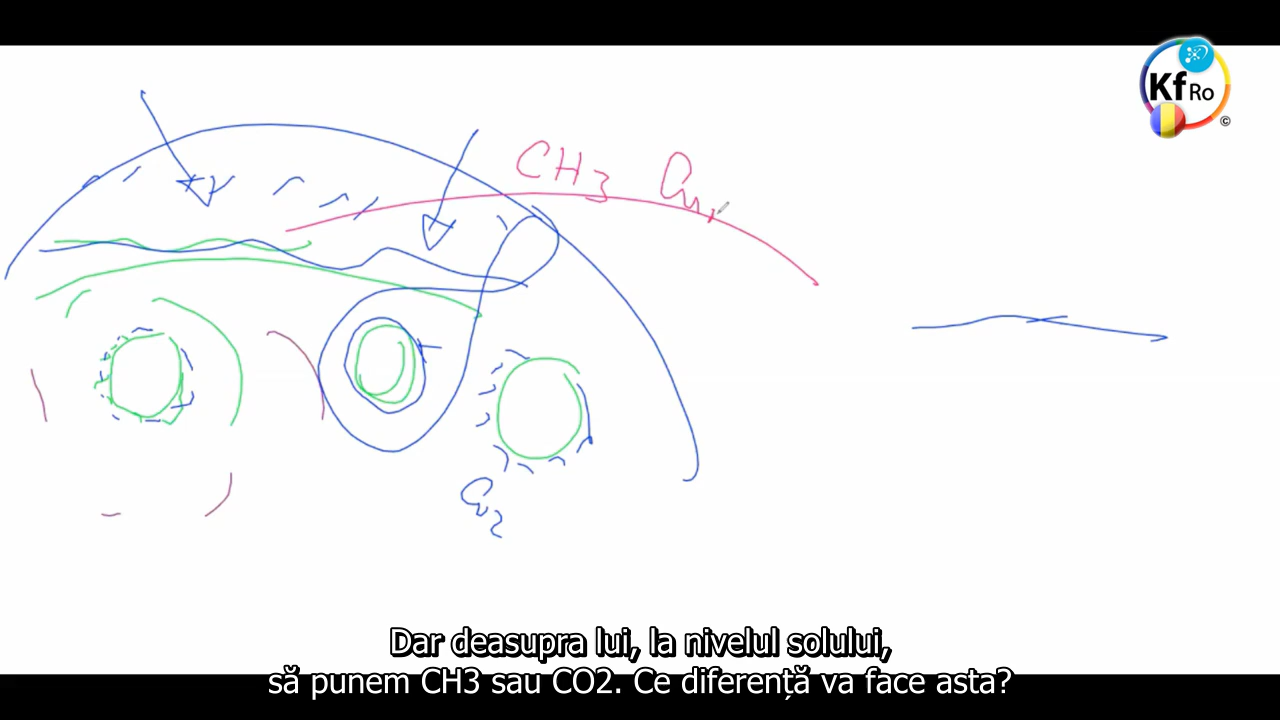 Kf Ro
©
CH3
Dar deasupra lui, la nivelul solului,
să punem CH3 sau CO2. Ce diferență va face asta?